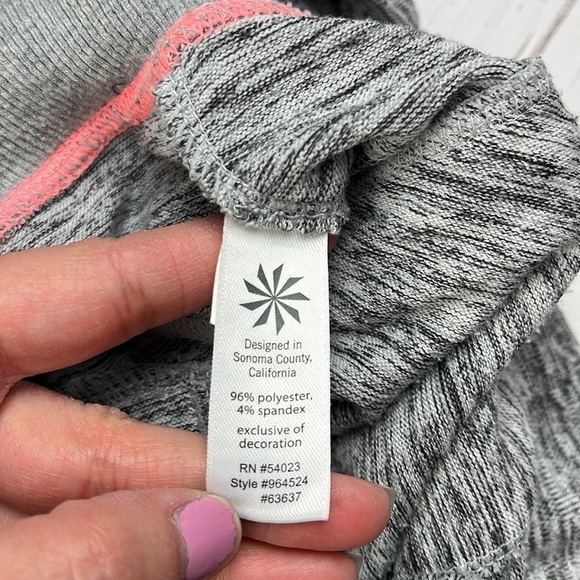 Designed in
Sonoma County,
California
96% polyester,
4% spandex
exclusive of
decoration
RN #54023
Style #964524
#63637